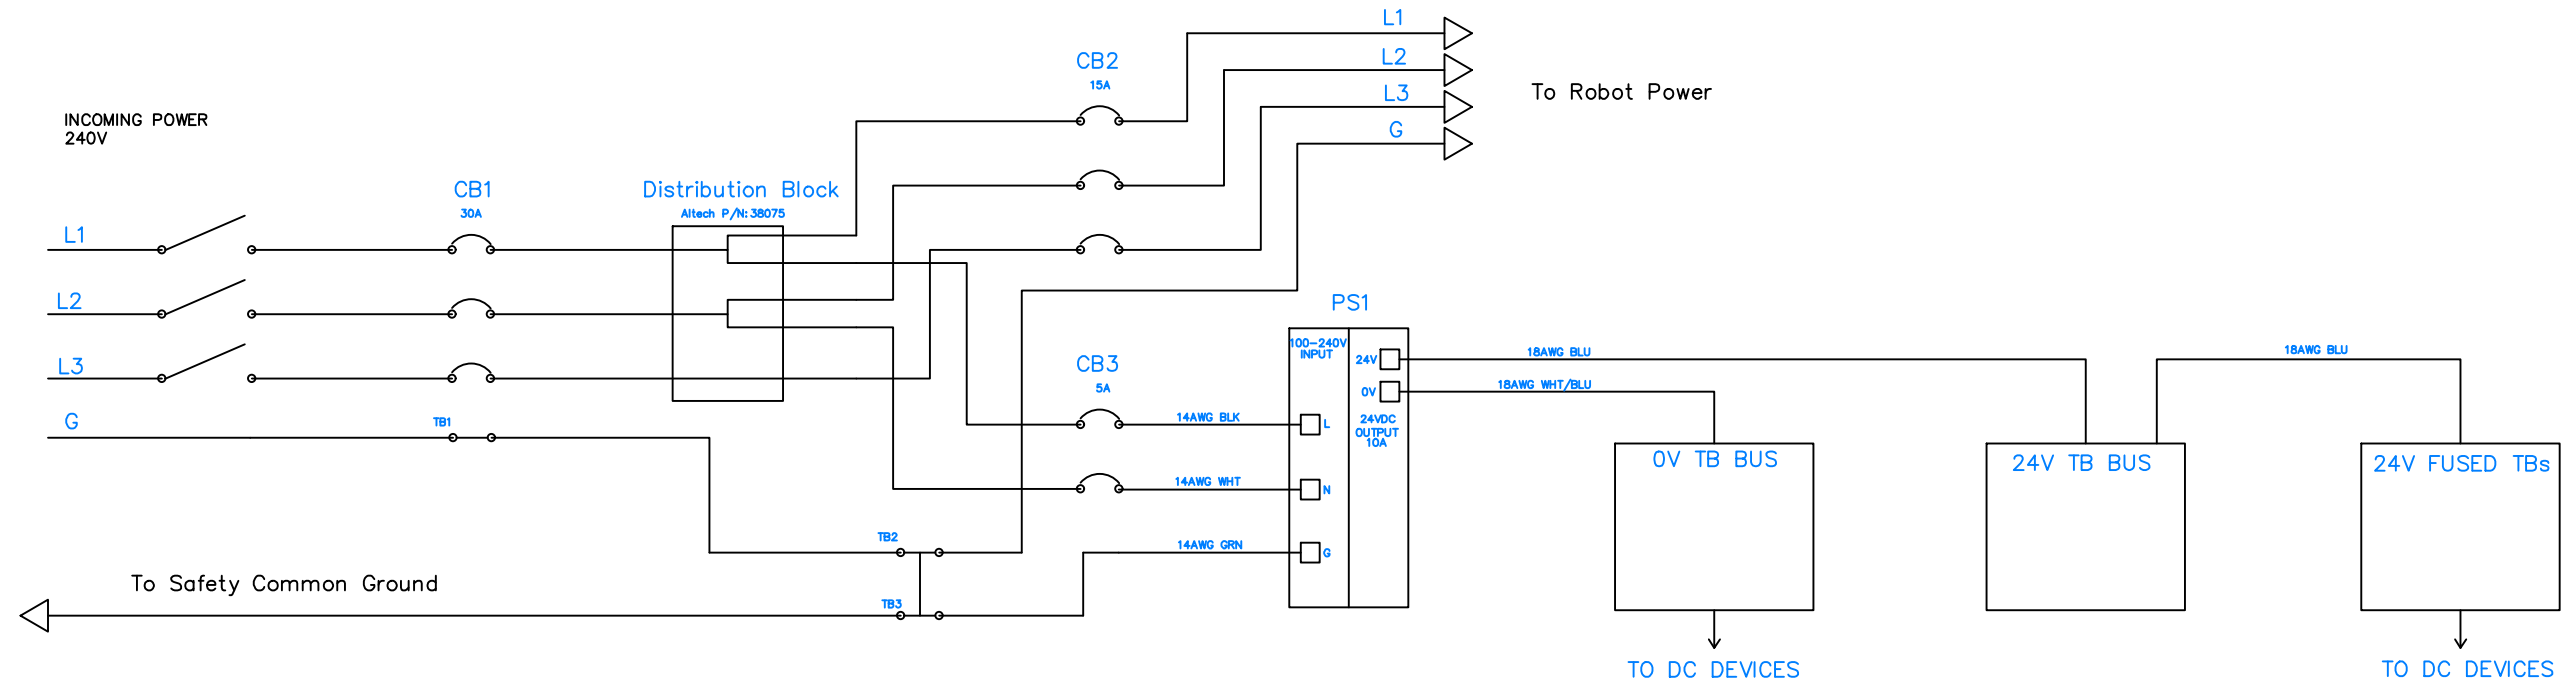 INCOMING POWER
240V
L1
L2
L3
G
CB1
30A
TB1
Distribution Block
Altech P/N: 38075
CB2
15A
L1
L2
L3
G
To Robot Power
CB3
5A
14AWG BLK
14AWG WHT
14AWG GRN
TB2
TB3
To Safety Common Ground
PS1
100-240V
INPUT
L
N
G
24V
0V
24VDC
OUTPUT
10A
18AWG BLU
18AWG WHT/BLU
18AWG BLU
0V TB BUS
24V TB BUS
24V FUSED TBs
TO DC DEVICES
TO DC DEVICES